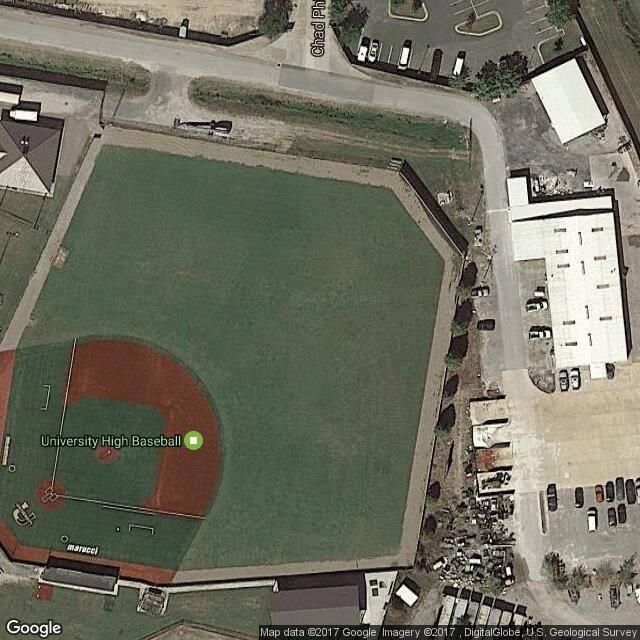 Chad Ph
University High Baseball
marucci
Google
Map data ©2017 Google Imagery ©2017 , DigitalGlobe, U.S. Geological Survey